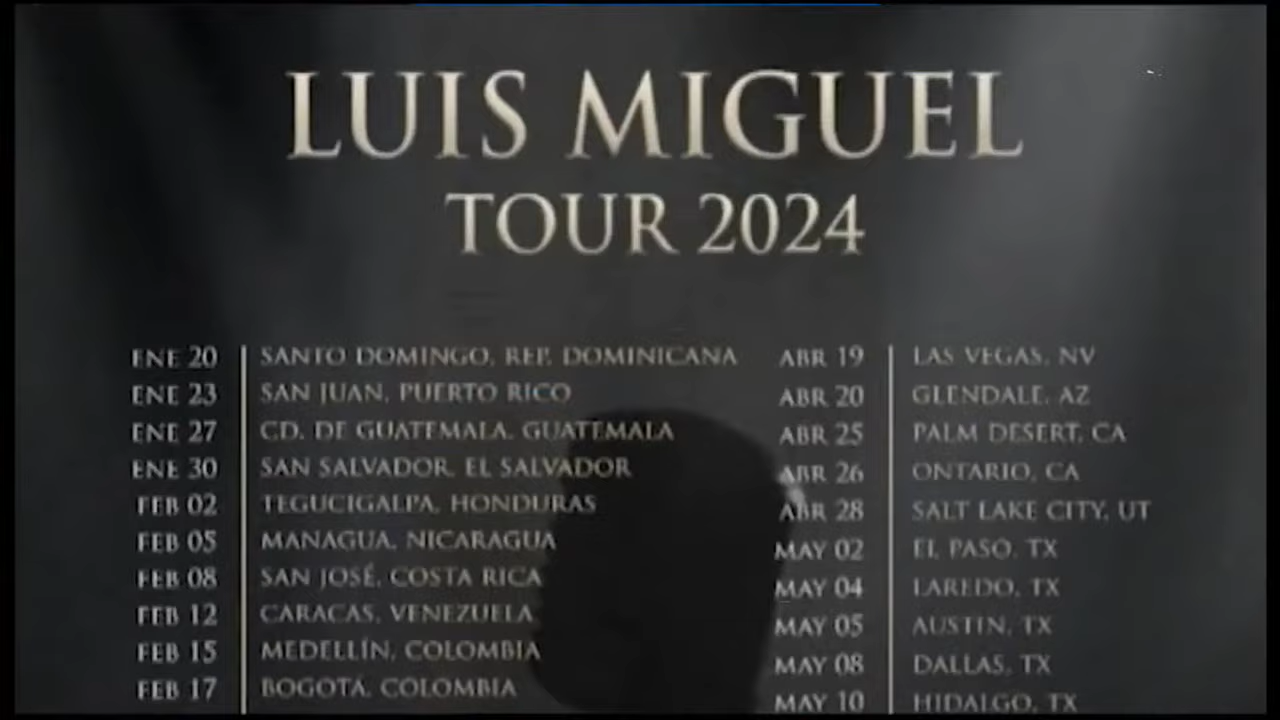 LUIS MIGUEL
TOUR 2024
ENE 20 SANTO DOMINGO, REP. DOMINICANA
ENE 23 SAN JUAN, PUERTO RICO
ENE 27 CD. DE GUATEMALA, GUATEMALA
ENE 30 SAN SALVADOR, EL SALVADOR
FEB 02 TEGUCIGALPA, HONDURAS
FEB 05 MANAGUA, NICARAGUA
FEB 08 SAN JOSÉ, COSTA RICA
FEB 12 CARACAS, VENEZUELA
FEB 15 MEDELLÍN, COLOMBIA
FEB 17 BOGOTÁ, COLOMBIA
ABR 19 LAS VEGAS, NV
ABR 20 GLENDALE, AZ
ABR 25 PALM DESERT, CA
ABR 26 ONTARIO, CA
ABR 28 SALT LAKE CITY, UT
MAY 02 EL PASO, TX
MAY 04 LAREDO, TX
MAY 05 AUSTIN, TX
MAY 08 DALLAS, TX
MAY 10 HIDALGO, TX